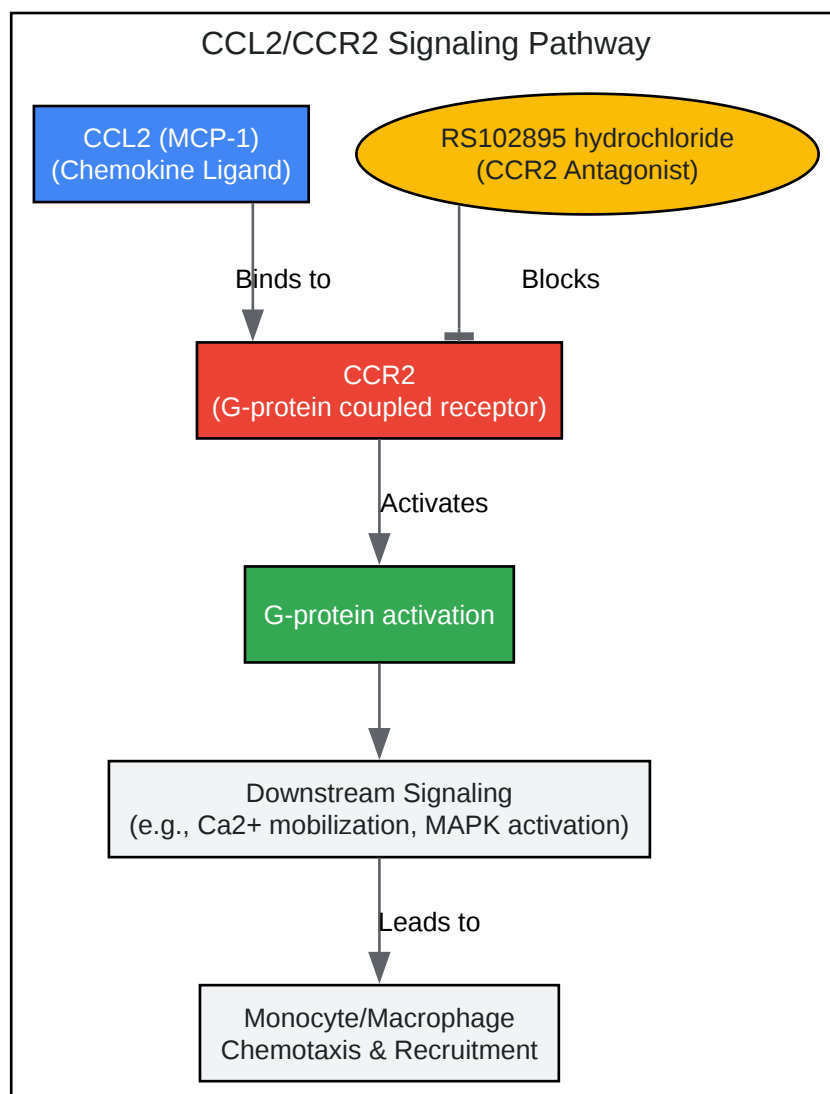 CCL2/CCR2 Signaling Pathway
CCL2 (MCP-1)
(Chemokine Ligand)
RS102895 hydrochloride
(CCR2 Antagonist)
Binds to
Blocks
CCR2
(G-protein coupled receptor)
Activates
G-protein activation
Downstream Signaling
(e.g., Ca2+ mobilization, MAPK activation)
Leads to
Monocyte/Macrophage
Chemotaxis & Recruitment